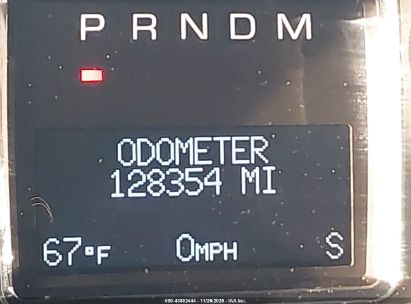 P R N D M
ODOMETER
128354 MI
67°F 0MPH S